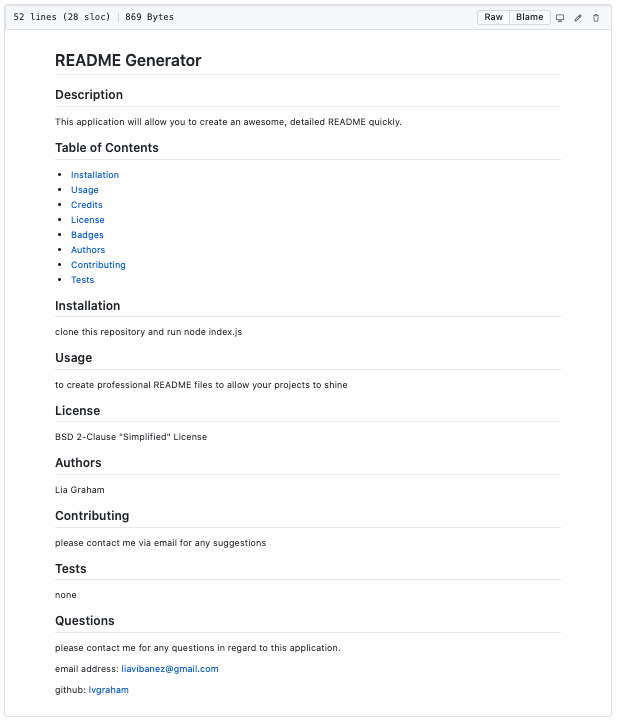 52 lines (28 sloc) 869 Bytes Raw Blame
README Generator
Description
This application will allow you to create an awesome, detailed README quickly.
Table of Contents
Installation
Usage
Credits
License
Badges
Authors
Contributing
Tests
Installation
clone this repository and run node index.js
Usage
to create professional README files to allow your projects to shine
License
BSD 2-Clause "Simplified" License
Authors
Lia Graham
Contributing
please contact me via email for any suggestions
Tests
none
Questions
please contact me for any questions in regard to this application.
email address: liavibanez@gmail.com
github: lvgraham